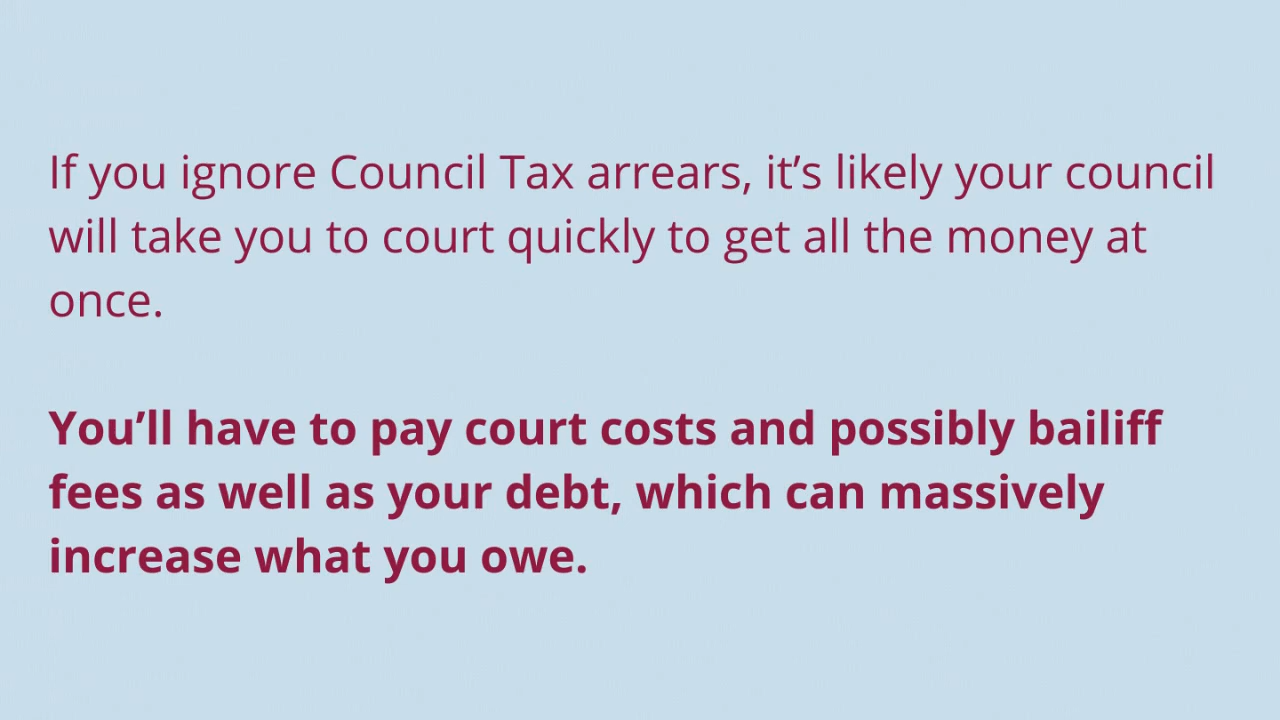 If you ignore Council Tax arrears, it’s likely your council
will take you to court quickly to get all the money at
once.
You’ll have to pay court costs and possibly bailiff
fees as well as your debt, which can massively
increase what you owe.